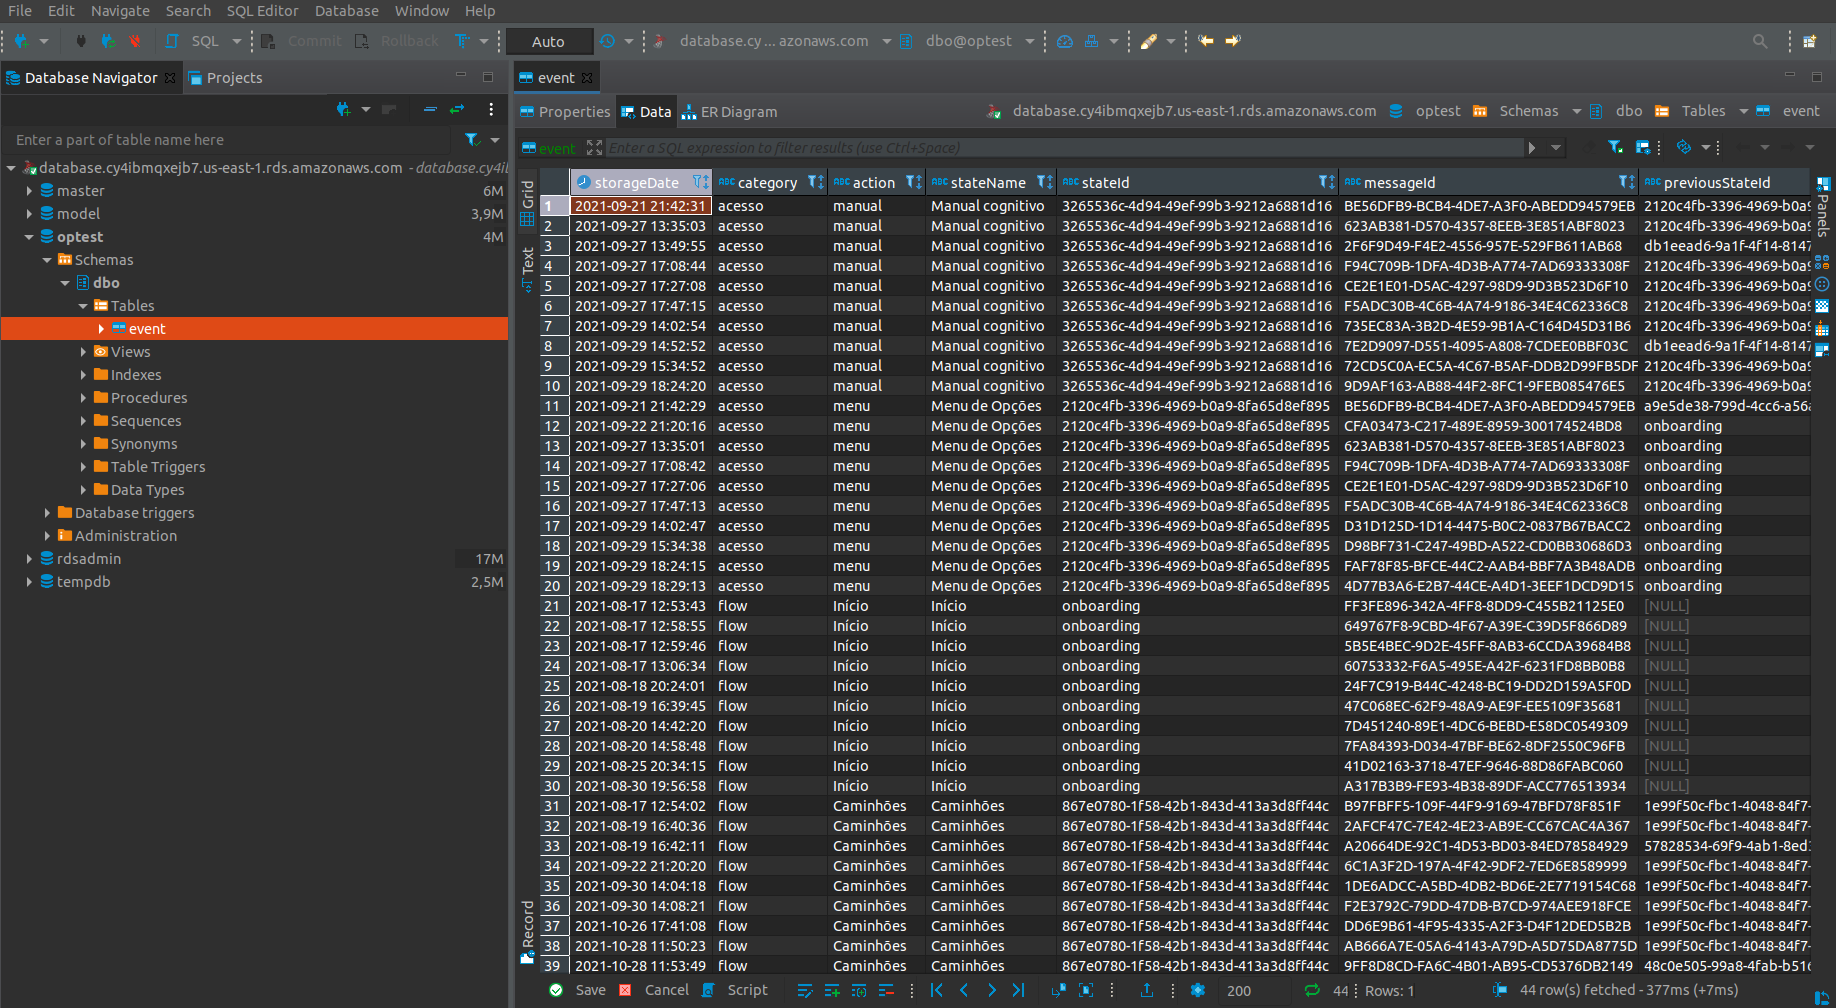 File Edit Navigate Search SQL Editor Database Window Help
SQL Commit Rollback Auto database.cy ... azonaws.com dbo@optest
Database Navigator Projects
event
Properties Data ER Diagram database.cy4ibmqxejb7.us-east-1.rds.amazonaws.com optest Schemas dbo Tables event
Enter a part of table name here
event Enter a SQL expression to filter results (use Ctrl+Space)
database.cy4ibmqxejb7.us-east-1.rds.amazonaws.com - database.cy4i
master 6M
model 3,9M
optest 4M
Schemas
dbo
Tables
event
Views
Indexes
Procedures
Sequences
Synonyms
Table Triggers
Data Types
Database triggers
Administration
rdsadmin 17M
tempdb 2,5M
Grid
Text
Record
Panels
storageDate category action stateName stateId messageId previousStateId
1 2021-09-21 21:42:31 acesso manual Manual cognitivo 3265536c-4d94-49ef-99b3-9212a6881d16 BE56DFB9-BCB4-4DE7-A3F0-ABEDD94579EB 2120c4fb-3396-4969-b0a9
2 2021-09-27 13:35:03 acesso manual Manual cognitivo 3265536c-4d94-49ef-99b3-9212a6881d16 623AB381-D570-4357-8EEB-3E851ABF8023 2120c4fb-3396-4969-b0a9
3 2021-09-27 13:49:55 acesso manual Manual cognitivo 3265536c-4d94-49ef-99b3-9212a6881d16 2F6F9D49-F4E2-4556-957E-529FB611AB68 db1eead6-9a1f-4f14-8147
4 2021-09-27 17:08:44 acesso manual Manual cognitivo 3265536c-4d94-49ef-99b3-9212a6881d16 F94C709B-1DFA-4D3B-A774-7AD69333308F 2120c4fb-3396-4969-b0a9
5 2021-09-27 17:27:08 acesso manual Manual cognitivo 3265536c-4d94-49ef-99b3-9212a6881d16 CE2E1E01-D5AC-4297-98D9-9D3B523D6F10 2120c4fb-3396-4969-b0a9
6 2021-09-27 17:47:15 acesso manual Manual cognitivo 3265536c-4d94-49ef-99b3-9212a6881d16 F5ADC30B-4C6B-4A74-9186-34E4C62336C8 2120c4fb-3396-4969-b0a9
7 2021-09-29 14:02:54 acesso manual Manual cognitivo 3265536c-4d94-49ef-99b3-9212a6881d16 735EC83A-3B2D-4E59-9B1A-C164D45D31B6 2120c4fb-3396-4969-b0a9
8 2021-09-29 14:52:52 acesso manual Manual cognitivo 3265536c-4d94-49ef-99b3-9212a6881d16 7E2D9097-D551-4095-A808-7CDEE0BBF03C db1eead6-9a1f-4f14-8147
9 2021-09-29 15:34:52 acesso manual Manual cognitivo 3265536c-4d94-49ef-99b3-9212a6881d16 72CD5C0A-EC5A-4C67-B5AF-DDB2D99FB5DF 2120c4fb-3396-4969-b0a9
10 2021-09-29 18:24:20 acesso manual Manual cognitivo 3265536c-4d94-49ef-99b3-9212a6881d16 9D9AF163-AB88-44F2-8FC1-9FEB085476E5 2120c4fb-3396-4969-b0a9
11 2021-09-21 21:42:29 acesso menu Menu de Opções 2120c4fb-3396-4969-b0a9-8fa65d8ef895 BE56DFB9-BCB4-4DE7-A3F0-ABEDD94579EB a9e5de38-799d-4cc6-a56a
12 2021-09-22 21:20:16 acesso menu Menu de Opções 2120c4fb-3396-4969-b0a9-8fa65d8ef895 CFA03473-C217-489E-8959-300174524BD8 onboarding
13 2021-09-27 13:35:01 acesso menu Menu de Opções 2120c4fb-3396-4969-b0a9-8fa65d8ef895 623AB381-D570-4357-8EEB-3E851ABF8023 onboarding
14 2021-09-27 17:08:42 acesso menu Menu de Opções 2120c4fb-3396-4969-b0a9-8fa65d8ef895 F94C709B-1DFA-4D3B-A774-7AD69333308F onboarding
15 2021-09-27 17:27:06 acesso menu Menu de Opções 2120c4fb-3396-4969-b0a9-8fa65d8ef895 CE2E1E01-D5AC-4297-98D9-9D3B523D6F10 onboarding
16 2021-09-27 17:47:13 acesso menu Menu de Opções 2120c4fb-3396-4969-b0a9-8fa65d8ef895 F5ADC30B-4C6B-4A74-9186-34E4C62336C8 onboarding
17 2021-09-29 14:02:47 acesso menu Menu de Opções 2120c4fb-3396-4969-b0a9-8fa65d8ef895 D31D125D-1D14-4475-B0C2-0837B67BACC2 onboarding
18 2021-09-29 15:34:38 acesso menu Menu de Opções 2120c4fb-3396-4969-b0a9-8fa65d8ef895 D98BF731-C247-49BD-A522-CD0BB30686D3 onboarding
19 2021-09-29 18:24:15 acesso menu Menu de Opções 2120c4fb-3396-4969-b0a9-8fa65d8ef895 FAF78F85-BFCE-44C2-AAB4-BBF7A3B48ADB onboarding
20 2021-09-29 18:29:13 acesso menu Menu de Opções 2120c4fb-3396-4969-b0a9-8fa65d8ef895 4D77B3A6-E2B7-44CE-A4D1-3EEF1DCD9D15 onboarding
21 2021-08-17 12:53:43 flow Início Início onboarding FF3FE896-342A-4FF8-8DD9-C455B21125E0 [NULL]
22 2021-08-17 12:58:55 flow Início Início onboarding 649767F8-9CBD-4F67-A39E-C39D5F866D89 [NULL]
23 2021-08-17 12:59:46 flow Início Início onboarding 5B5E4BEC-9D2E-45FF-8AB3-6CCDA39684B8 [NULL]
24 2021-08-17 13:06:34 flow Início Início onboarding 60753332-F6A5-495E-A42F-6231FD8BB0B8 [NULL]
25 2021-08-18 20:24:01 flow Início Início onboarding 24F7C919-B44C-4248-BC19-DD2D159A5F0D [NULL]
26 2021-08-19 16:39:45 flow Início Início onboarding 47C068EC-62F9-48A9-AE9F-EE5109F35681 [NULL]
27 2021-08-20 14:42:20 flow Início Início onboarding 7D451240-89E1-4DC6-BEBD-E58DC0549309 [NULL]
28 2021-08-20 14:58:48 flow Início Início onboarding 7FA84393-D034-47BF-BE62-8DF2550C96FB [NULL]
29 2021-08-25 20:34:15 flow Início Início onboarding 41D02163-3718-47EF-9646-88D86FABC060 [NULL]
30 2021-08-30 19:56:58 flow Início Início onboarding A317B3B9-FE93-4B38-89DF-ACC776513934 [NULL]
31 2021-08-17 12:54:02 flow Caminhões Caminhões 867e0780-1f58-42b1-843d-413a3d8ff44c B97FBFF5-109F-44F9-9169-47BFD78F851F 1e99f50c-fbc1-4048-84f7-
32 2021-08-19 16:40:36 flow Caminhões Caminhões 867e0780-1f58-42b1-843d-413a3d8ff44c 2AFCF47C-7E42-4E23-AB9E-CC67CAC4A367 1e99f50c-fbc1-4048-84f7-
33 2021-08-19 16:42:11 flow Caminhões Caminhões 867e0780-1f58-42b1-843d-413a3d8ff44c A20664DE-92C1-4D53-BD03-84ED78584929 57828534-69f9-4ab1-8ed
34 2021-09-22 21:20:20 flow Caminhões Caminhões 867e0780-1f58-42b1-843d-413a3d8ff44c 6C1A3F2D-197A-4F42-9DF2-7ED6E8589999 1e99f50c-fbc1-4048-84f7-
35 2021-09-30 14:04:18 flow Caminhões Caminhões 867e0780-1f58-42b1-843d-413a3d8ff44c 1DE6ADCC-A5BD-4DB2-BD6E-2E7719154C68 1e99f50c-fbc1-4048-84f7-
36 2021-09-30 14:08:21 flow Caminhões Caminhões 867e0780-1f58-42b1-843d-413a3d8ff44c F2E3792C-79DD-47DB-B7CD-974AEE918FCE 1e99f50c-fbc1-4048-84f7-
37 2021-10-26 17:41:08 flow Caminhões Caminhões 867e0780-1f58-42b1-843d-413a3d8ff44c DD6E9B61-4F95-4335-A2F3-D4F12DED5B2B 1e99f50c-fbc1-4048-84f7-
38 2021-10-28 11:50:23 flow Caminhões Caminhões 867e0780-1f58-42b1-843d-413a3d8ff44c AB666A7E-05A6-4143-A79D-A5D75DA8775D 1e99f50c-fbc1-4048-84f7-
39 2021-10-28 11:53:49 flow Caminhões Caminhões 867e0780-1f58-42b1-843d-413a3d8ff44c 9FF8D8CD-FA6C-4B01-AB95-CD5376DB2149 48c0e505-99a8-4fab-b516
Save Cancel Script 200 44 Rows: 1 44 row(s) fetched - 377ms (+7ms)